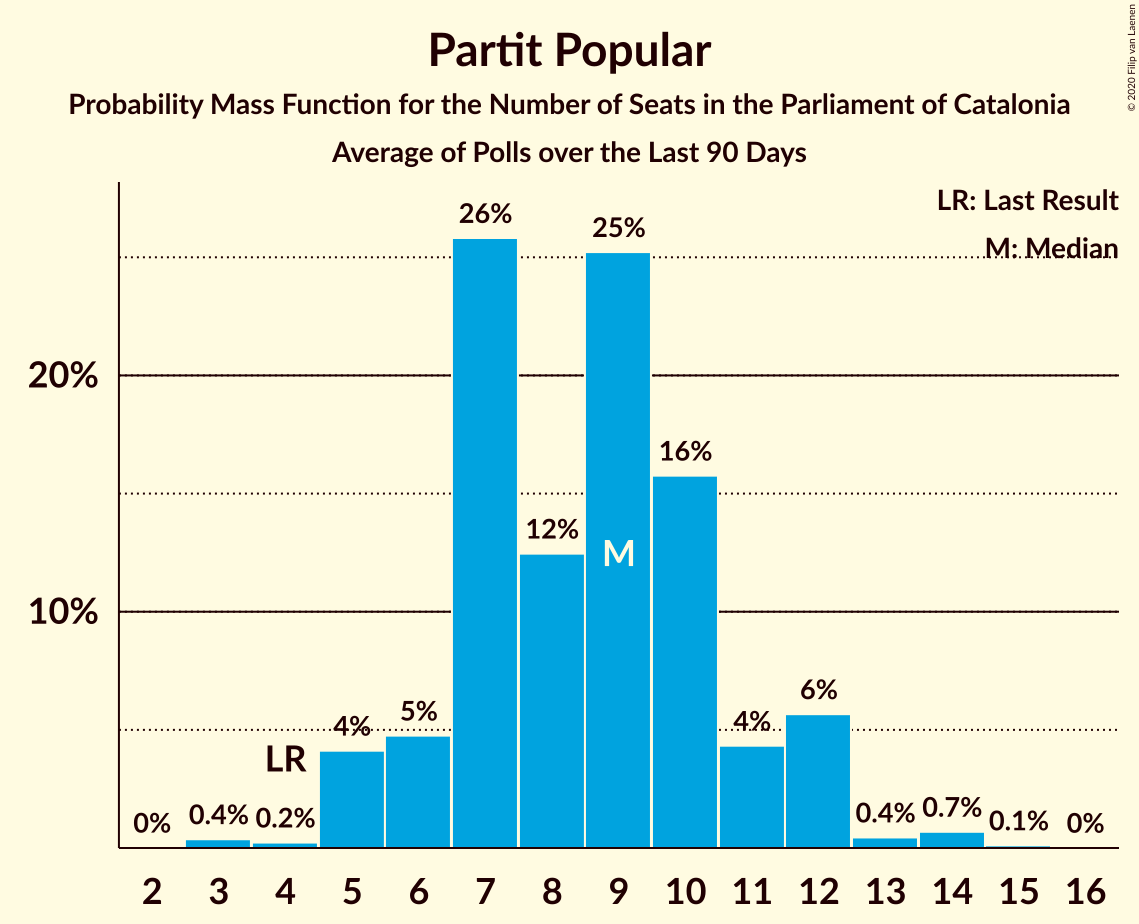 Partit Popular
Probability Mass Function for the Number of Seats in the Parliament of Catalonia
Average of Polls over the Last 90 Days
© 2020 Filip van Laenen
LR: Last Result
M: Median
26%
25%
20%
16%
12%
M
10%
6%
5%
4%
4%
LR
0%
0.4%
0.2%
0.4%
0.7%
0.1%
0%
2 3 4 5 6 7 8 9 10 11 12 13 14 15 16